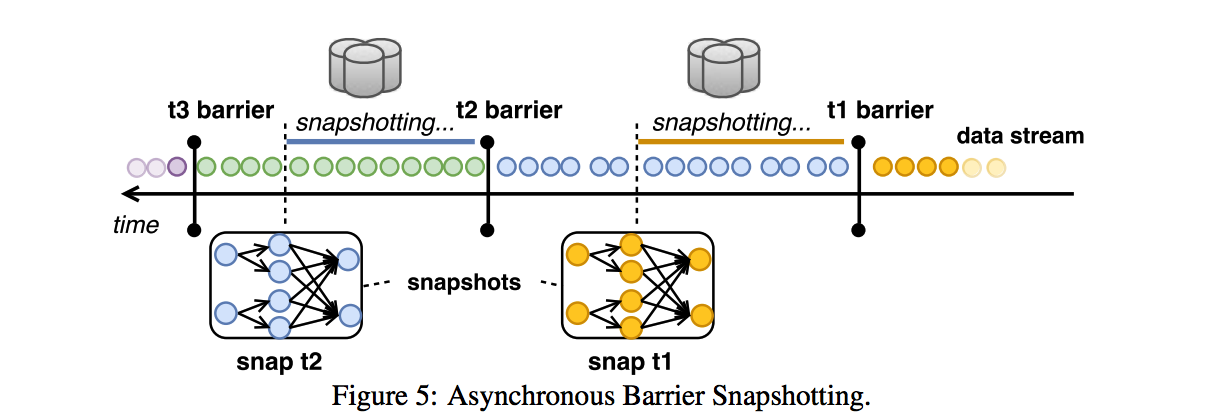 t3 barrier
snapshotting...
t2 barrier
snapshotting...
t1 barrier
data stream
time
snapshots
snap t2
snap t1
Figure 5: Asynchronous Barrier Snapshotting.